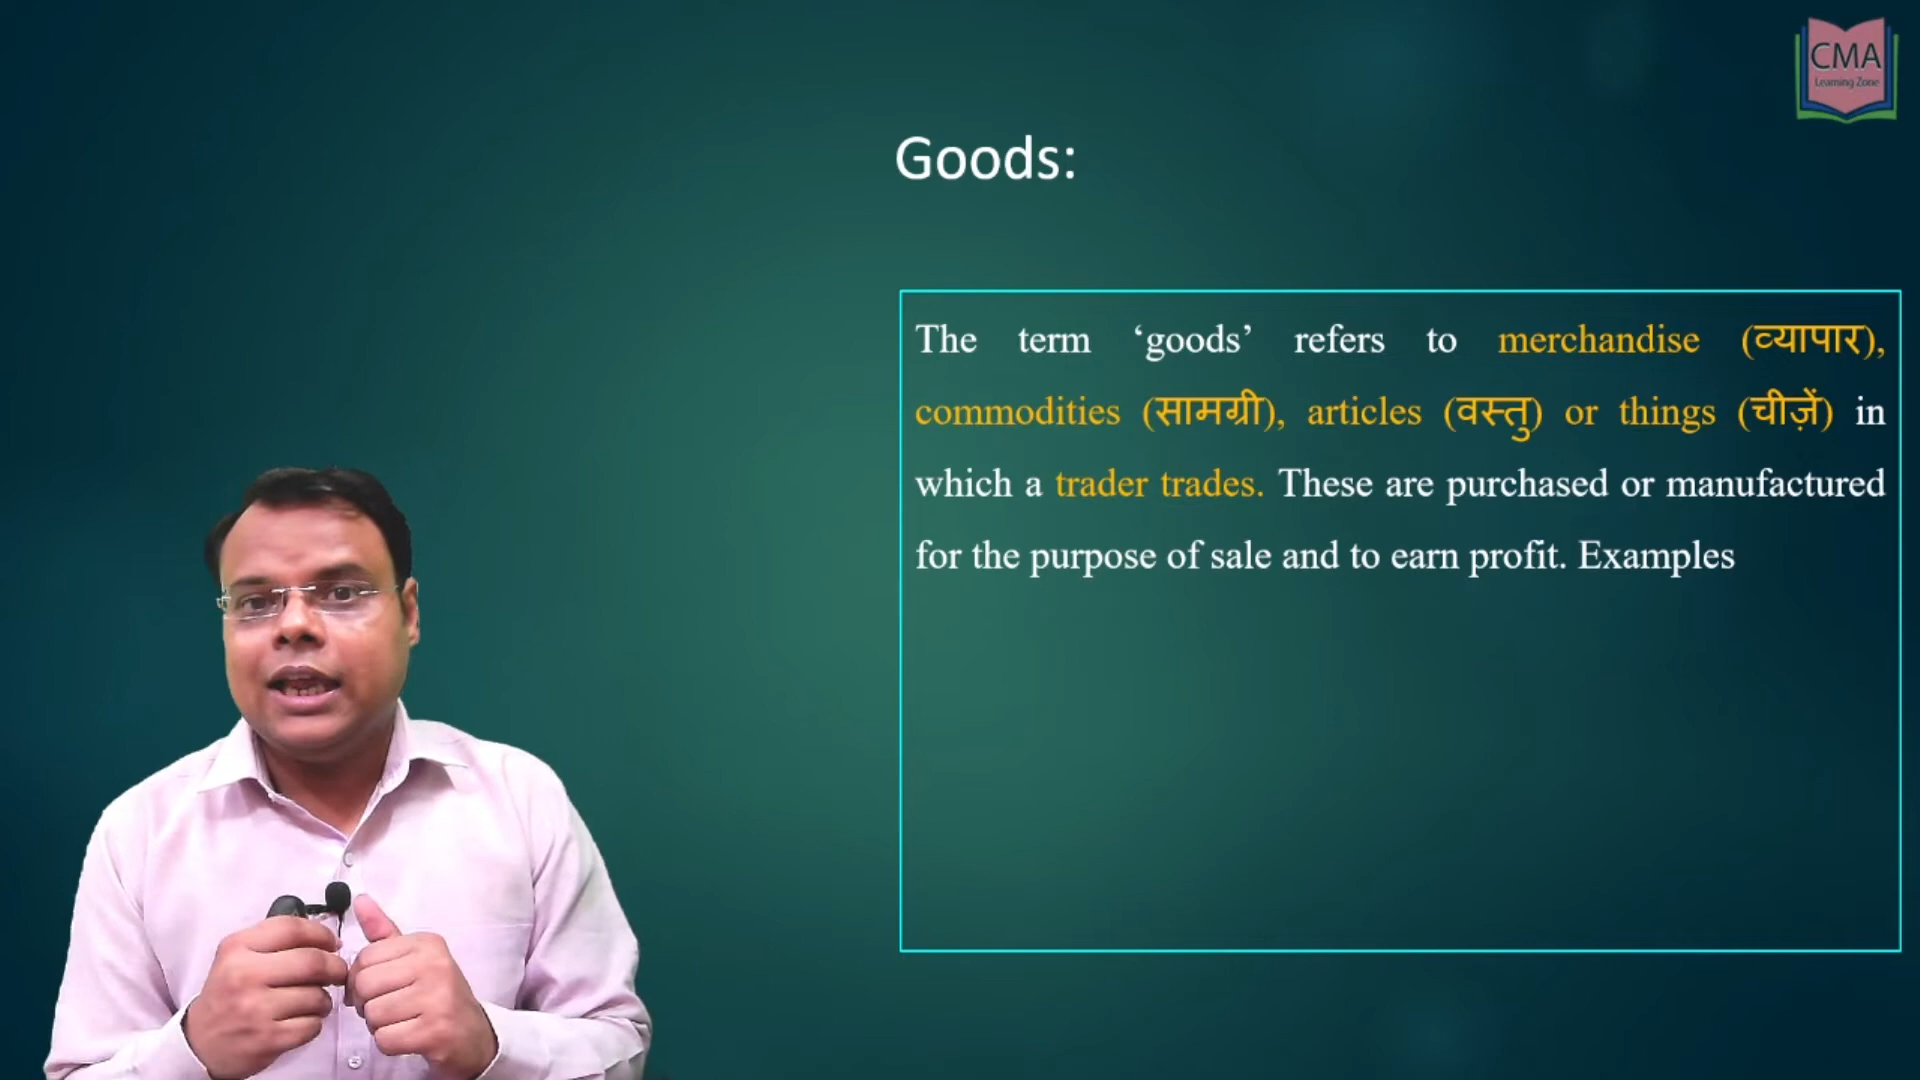 CMA
Learning Zone
Goods:
The term ‘goods’ refers to merchandise (व्यापार),
commodities (सामग्री), articles (वस्तु) or things (चीज़ें) in
which a trader trades. These are purchased or manufactured
for the purpose of sale and to earn profit. Examples